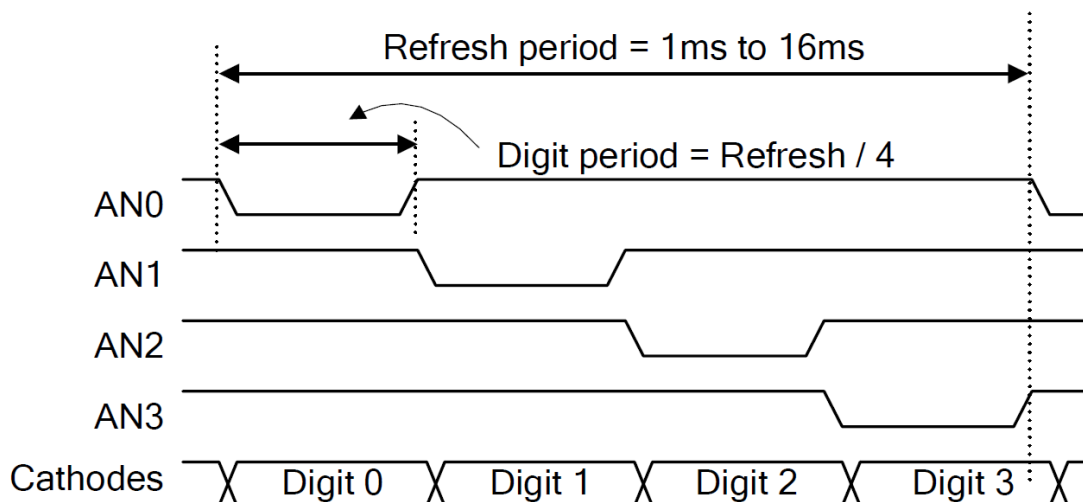 Refresh period = 1ms to 16ms
Digit period = Refresh / 4
AN0
AN1
AN2
AN3
Cathodes Digit 0 Digit 1 Digit 2 Digit 3